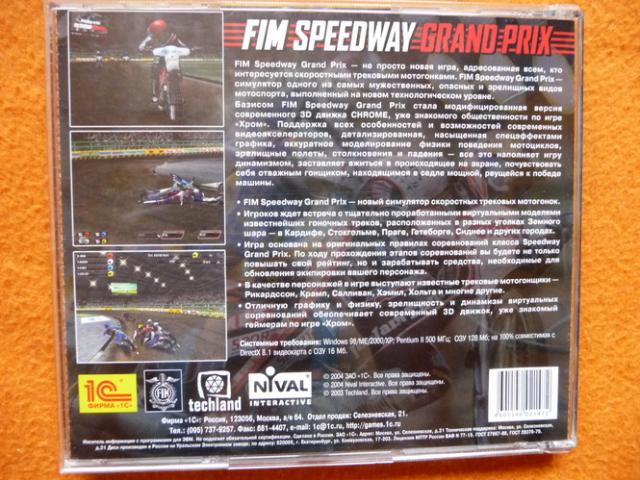 FIM SPEEDWAY GRAND PRIX
FIM Speedway Grand Prix — не просто новая игра, адресованная всем, кто
интересуется скоростными трековыми мотогонками. FIM Speedway Grand Prix —
симулятор одного из самых мужественных, опасных и зрелищных видов
мотоспорта, выполненный на новом технологическом уровне.
Базисом FIM Speedway Grand Prix стала модифицированная версия
современного 3D движка CHROME, уже знакомого общественности по игре
«Хром». Поддержка всех особенностей и возможностей современных
видеоакселераторов, детализированная, насыщенная спецэффектами
графика, аккуратное моделирование физики поведения мотоциклов,
зрелищные полеты, столкновения и падения — все это наполняет игру
динамизмом, заставляет вжиться в происходящее на экране, почувствовать
себя отважным гонщиком, находящимся в седле мощной, рвущейся к победе
машины.
• FIM Speedway Grand Prix — новый симулятор скоростных трековых мотогонок.
• Игроков ждет встреча с тщательно проработанными виртуальными моделями
известнейших гоночных треков, расположенных в разных уголках Земного
шара — в Кардифе, Стокгольме, Праге, Гетеборге, Сиднее и других городах.
• Игра основана на оригинальных правилах соревнований класса Speedway
Grand Prix. По ходу прохождения этапов соревнований вы будете не только
повышать свой рейтинг, но и зарабатывать средства, необходимые для
обновления экипировки вашего персонажа.
• В качестве персонажей в игре выступают известные трековые мотогонщики —
Рикардссон, Крамп, Салливан, Хэмил, Хольта и многие другие.
• Отличную графику и физику, зрелищность и динамизм виртуальных
соревнований обеспечивает современный 3D движок, уже знакомый
геймерам по игре «Хром».
Системные требования: Windows 98/ME/2000/XP; Pentium II 500 МГц; ОЗУ 128 Мб; на 100% совместимая с
DirectX 8.1 видеокарта с ОЗУ 16 Мб.
1С
ФИРМА «1С»
FIM
techland
NIVAL
INTERACTIVE
© 2004 ЗАО «1С». Все права защищены.
© 2004 Nival Interactive. Все права защищены.
© 2003 Techland. Все права защищены.
Фирма «1С» Россия, 123056, Москва, а/я 64. Отдел продаж: Селезневская, 21.
Тел.: (095) 737-9257. Факс: 681-4407, e-mail: 1c@1c.ru, http://games.1c.ru